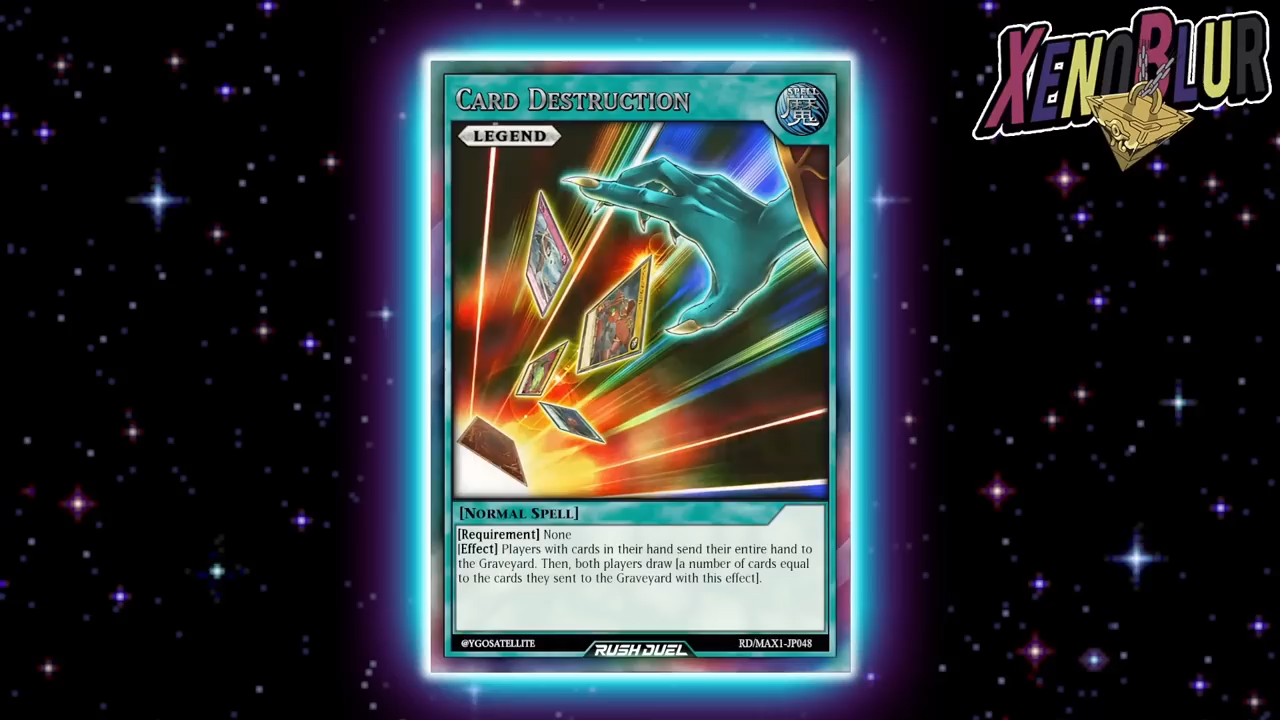 XENOBLUR
CARD DESTRUCTION
SPELL
魔
LEGEND
[NORMAL SPELL]
[Requirement] None
[Effect] Players with cards in their hand send their entire hand to
the Graveyard. Then, both players draw [a number of cards equal
to the cards they sent to the Graveyard with this effect].
@YGOSATELLITE
RUSH DUEL
RD/MAX1-JP048